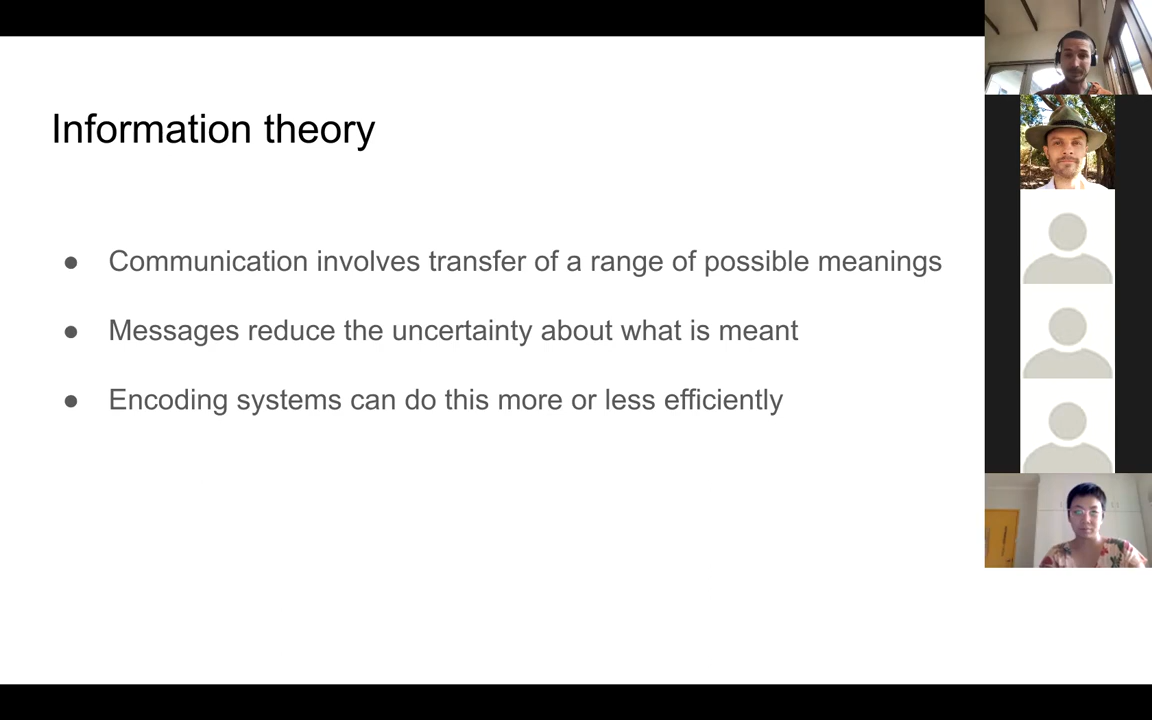 Information theory
● Communication involves transfer of a range of possible meanings
● Messages reduce the uncertainty about what is meant
● Encoding systems can do this more or less efficiently